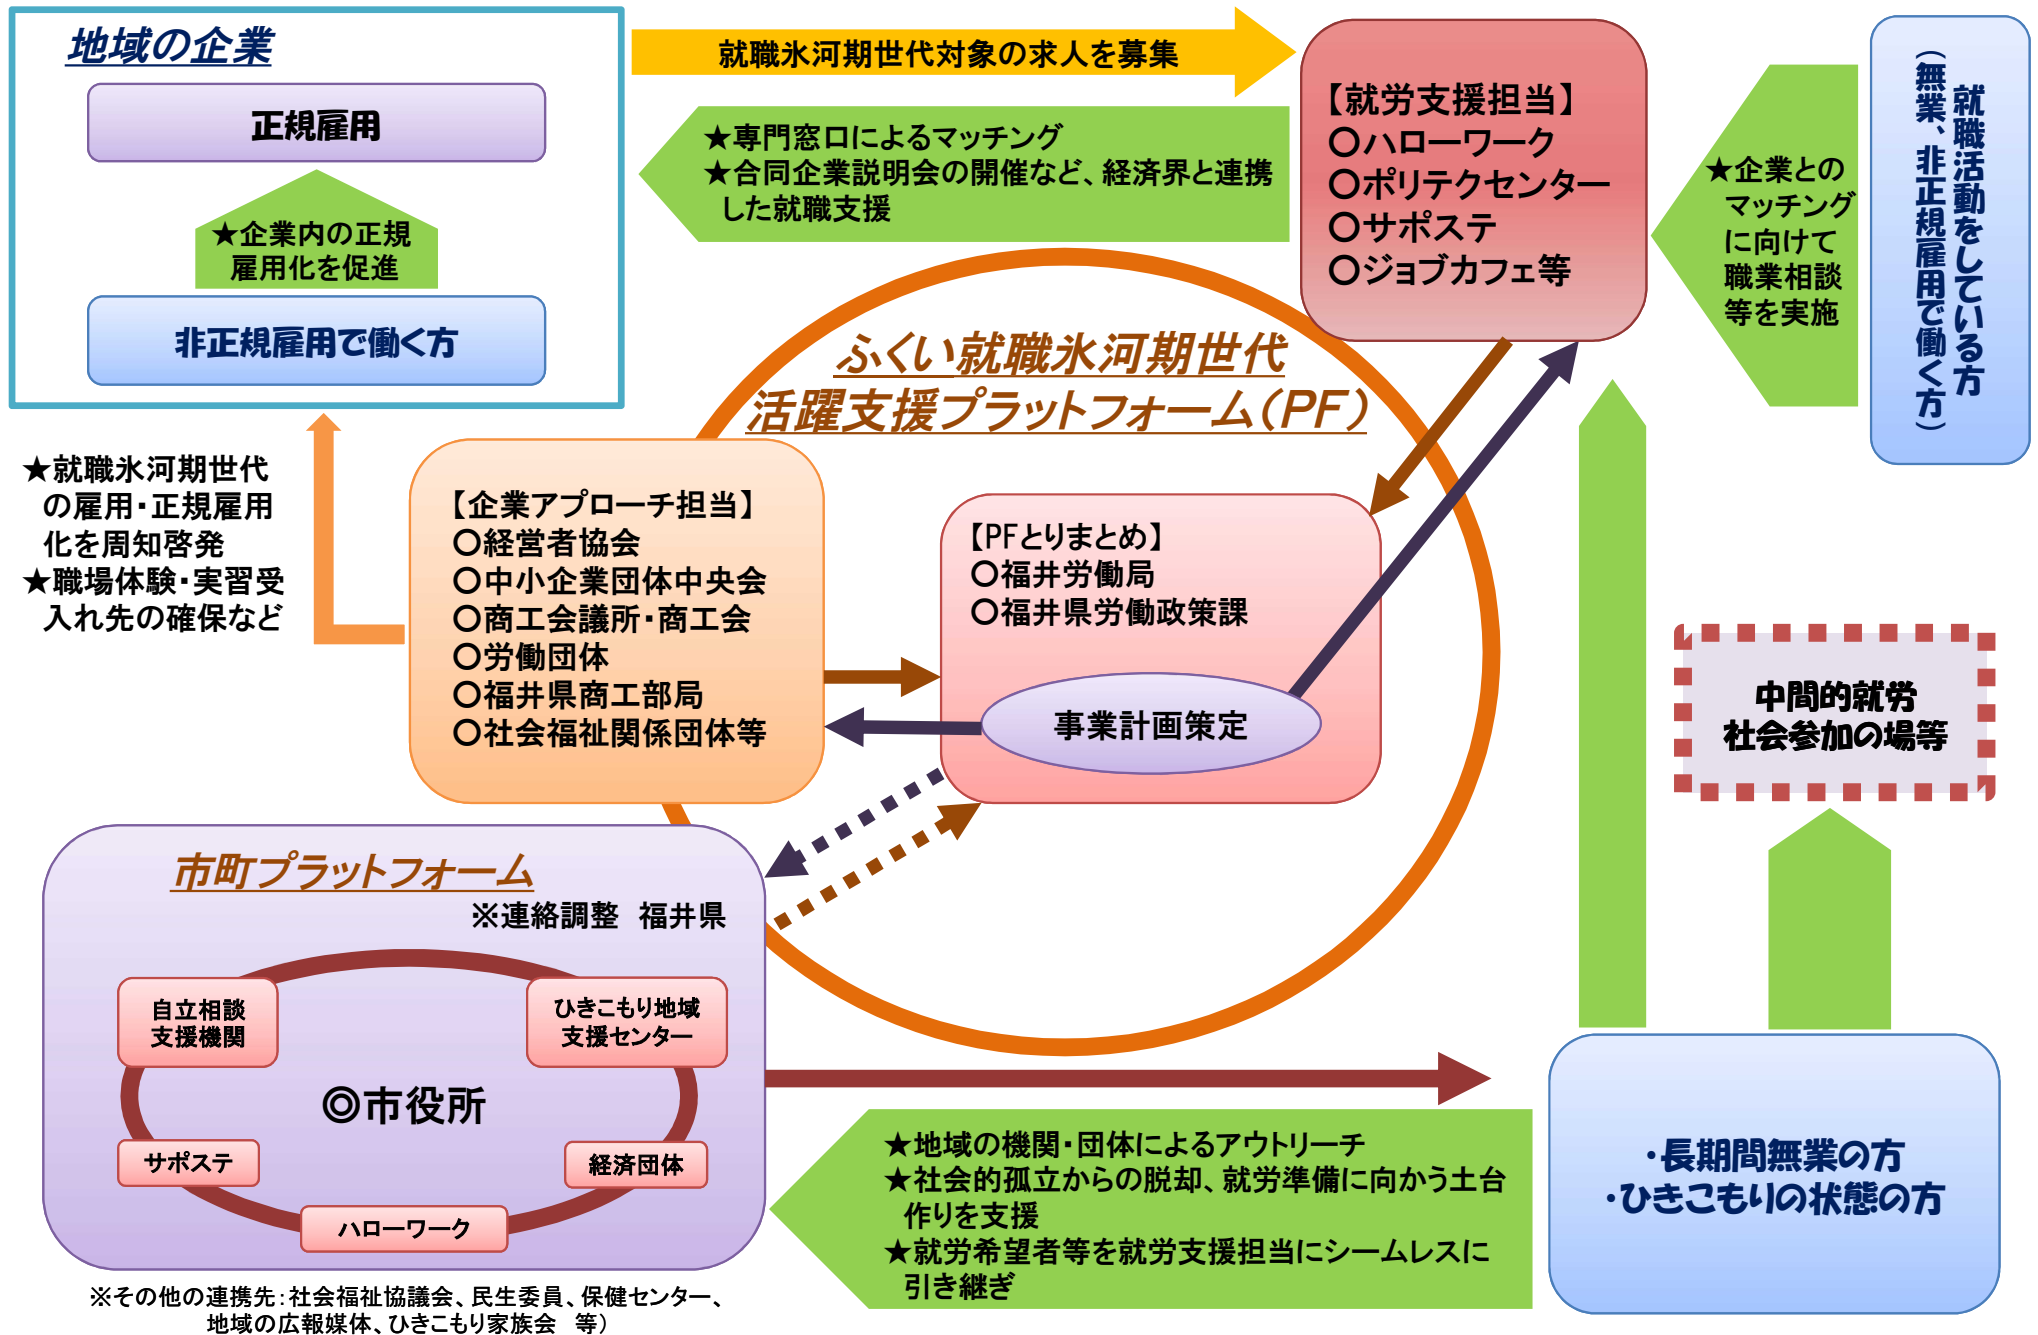 地域の企業
正規雇用
★企業内の正規
雇用化を促進
非正規雇用で働く方
就職氷河期世代対象の求人を募集
★専門窓口によるマッチング
★合同企業説明会の開催など、経済界と連携
した就職支援
【就労支援担当】
〇ハローワーク
〇ポリテクセンター
〇サポステ
〇ジョブカフェ等
★企業との
マッチング
に向けて
職業相談
等を実施
就職活動をしている方
（無業、非正規雇用で働く方）
ふくい就職氷河期世代
活躍支援プラットフォーム（PF）
★就職氷河期世代
の雇用・正規雇用
化を周知啓発
★職場体験・実習受
入れ先の確保など
【企業アプローチ担当】
〇経営者協会
〇中小企業団体中央会
〇商工会議所・商工会
〇労働団体
〇福井県商工部局
〇社会福祉関係団体等
【PFとりまとめ】
〇福井労働局
〇福井県労働政策課
事業計画策定
中間的就労
社会参加の場等
市町プラットフォーム
※連絡調整　福井県
自立相談
支援機関
ひきこもり地域
支援センター
◎市役所
サポステ
経済団体
ハローワーク
※その他の連携先：社会福祉協議会、民生委員、保健センター、
地域の広報媒体、ひきこもり家族会　等）
★地域の機関・団体によるアウトリーチ
★社会的孤立からの脱却、就労準備に向かう土台
作りを支援
★就労希望者等を就労支援担当にシームレスに
引き継ぎ
・長期間無業の方
・ひきこもりの状態の方